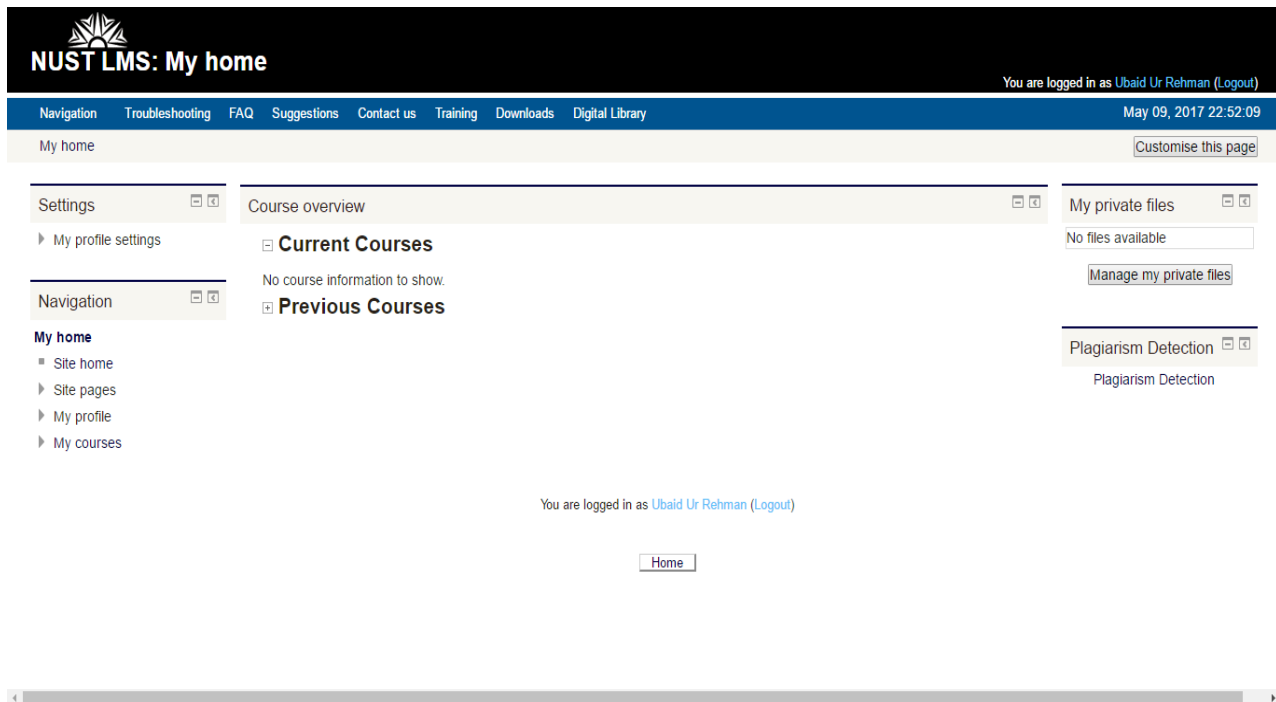 NUST LMS: My home
You are logged in as Ubaid Ur Rehman (Logout)
Navigation Troubleshooting FAQ Suggestions Contact us Training Downloads Digital Library May 09, 2017 22:52:09
My home Customise this page
Settings
My profile settings
Navigation
My home
Site home
Site pages
My profile
My courses
Course overview
Current Courses
No course information to show.
Previous Courses
My private files
No files available
Manage my private files
Plagiarism Detection
Plagiarism Detection
You are logged in as Ubaid Ur Rehman (Logout)
Home